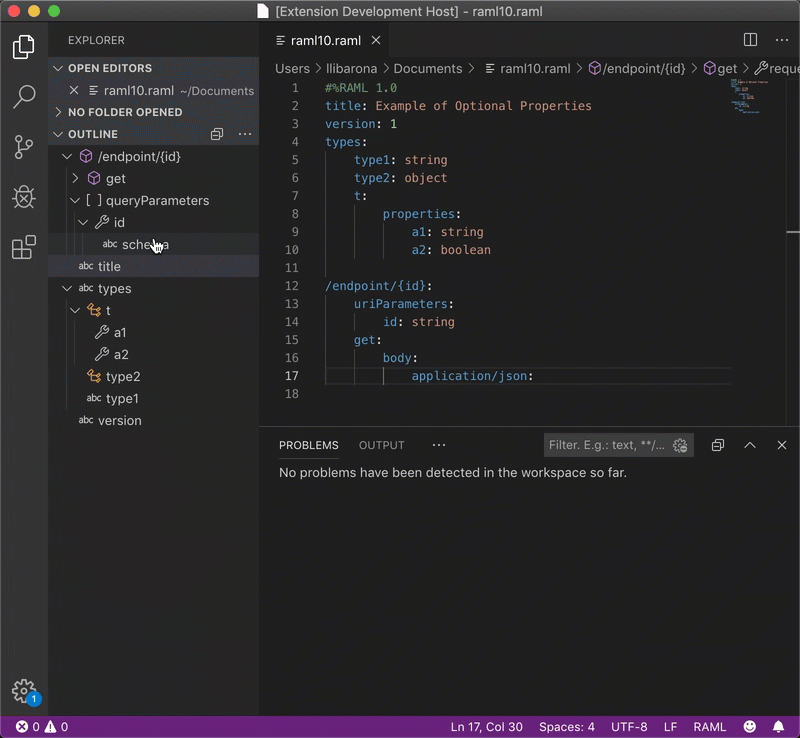 [Extension Development Host] - raml10.raml
EXPLORER
OPEN EDITORS
raml10.raml ~/Documents
NO FOLDER OPENED
OUTLINE
/endpoint/{id}
get
[ ] queryParameters
id
abc schema
abc title
abc types
t
a1
a2
type2
abc type1
abc version
raml10.raml
Users > llibarona > Documents > raml10.raml > /endpoint/{id} > get > reque
1 #%RAML 1.0
2 title: Example of Optional Properties
3 version: 1
4 types:
5 type1: string
6 type2: object
7 t:
8 properties:
9 a1: string
10 a2: boolean
11
12 /endpoint/{id}:
13 uriParameters:
14 id: string
15 get:
16 body:
17 application/json:
18
PROBLEMS OUTPUT ··· Filter. E.g.: text, **/...
No problems have been detected in the workspace so far.
1
0 0 Ln 17, Col 30 Spaces: 4 UTF-8 LF RAML